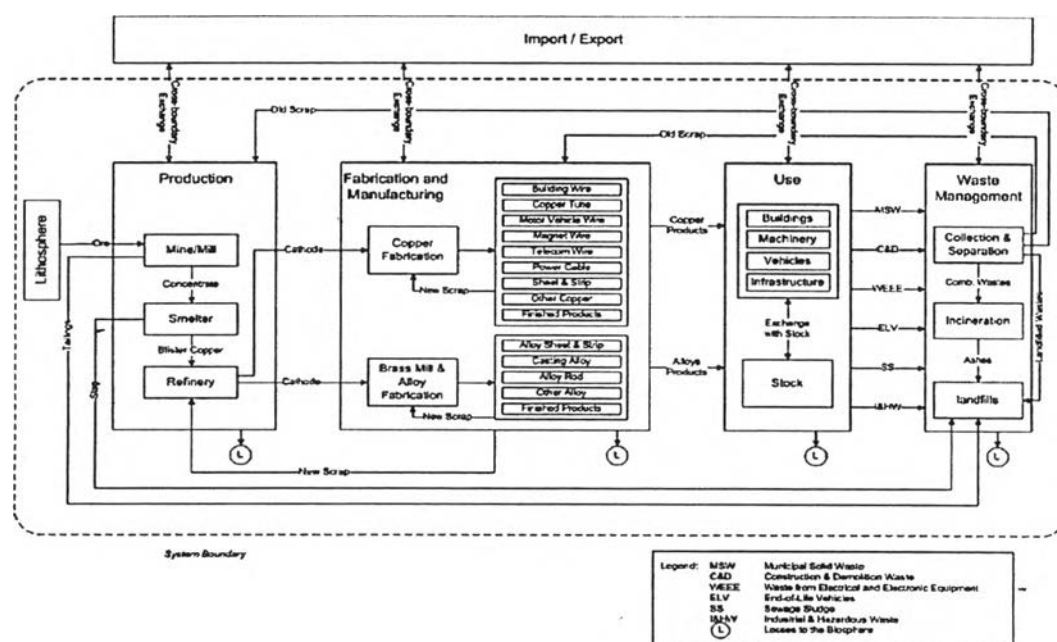 Import / Export
Cross-boundary Exchange
Cross-boundary Exchange
Cross-boundary Exchange
Cross-boundary Exchange
Old Scrap
Old Scrap
Production
Fabrication and Manufacturing
Use
Waste Management
Lithosphere
Ore
Mine/Mill
Concentrate
Smelter
Blister Copper
Refinery
Tailings
Slag
Cathode
Cathode
Copper Fabrication
New Scrap
Brass Mill & Alloy Fabrication
New Scrap
Building Wire
Copper Tube
Motor Vehicle Wire
Magnet Wire
Telecom Wire
Power Cable
Sheet & Strip
Other Copper
Finished Products
Alloy Sheet & Strip
Casting Alloy
Alloy Rod
Other Alloy
Finished Products
Copper Products
Alloys Products
Buildings
Machinery
Vehicles
Infrastructure
Exchange with Stock
Stock
MSW
C&D
WEEE
ELV
SS
I&HW
Collection & Separation
Comb. Wastes
Incineration
Ashes
landfills
Landfilled Wastes
L
L
L
L
New Scrap
System Boundary
Legend: MSW Municipal Solid Waste
C&D Construction & Demolition Waste
WEEE Waste from Electrical and Electronic Equipment
ELV End-of-Life Vehicles
SS Sewage Sludge
I&HW Industrial & Hazardous Waste
L Losses to the Biosphere